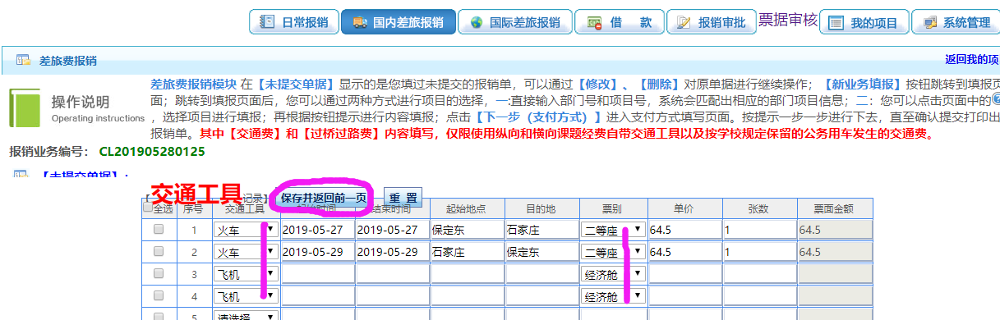 日常报销 国内差旅报销 国际差旅报销 借 款 报销审批 票据审核 我的项目 系统管理
差旅费报销 返回我的项
操作说明
Operating instructions
差旅费报销模块 在【未提交单据】显示的是您填过未提交的报销单，可以通过【修改】、【删除】对原单据进行继续操作； 【新业务填报】按钮跳转到填报页
面；跳转到填报页面后，您可以通过两种方式进行项目的选择，一:直接输入部门号和项目号，系统会匹配出相应的部门项目信息；二：您可以点击页面中的
，选择项目进行填报；再根据按钮提示进行内容填报；点击【下一步（支付方式）】进入支付方式填写页面。按提示一步一步进行下去，直至确认提交打印出
报销单。其中【交通费】和【过桥过路费】内容填写，仅限使用纵向和横向课题经费自带交通工具以及按学校规定保留的公务用车发生的交通费。
报销业务编号： CL201905280125
【未提交单据】：
【交通工具记录】 保存并返回前一页 重 置
全选 序号 交通工具 起始时间 结束时间 起始地点 目的地 票别 单价 张数 票面金额
1 火车 2019-05-27 2019-05-27 保定东 石家庄 二等座 64.5 1 64.5
2 火车 2019-05-29 2019-05-29 石家庄 保定东 二等座 64.5 1 64.5
3 飞机 经济舱
4 飞机 经济舱
5 请选择